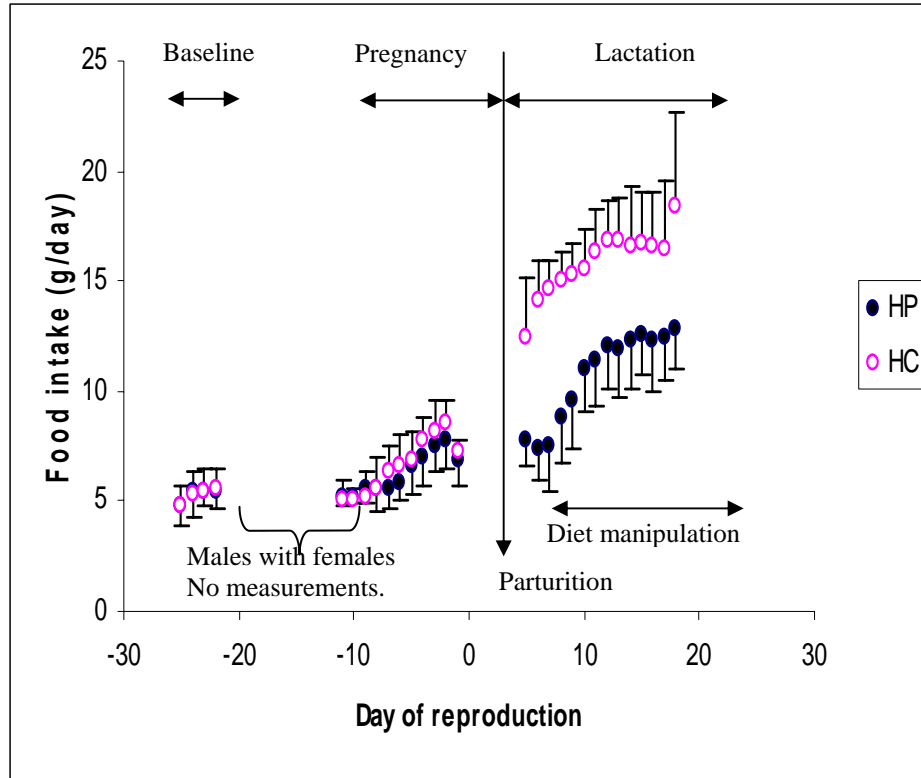 Baseline
Pregnancy
Lactation
25
20
15
10
5
0
Food intake (g/day)
HP
HC
Males with females
No measurements.
Diet manipulation
Parturition
-30
-20
-10
0
10
20
30
Day of reproduction